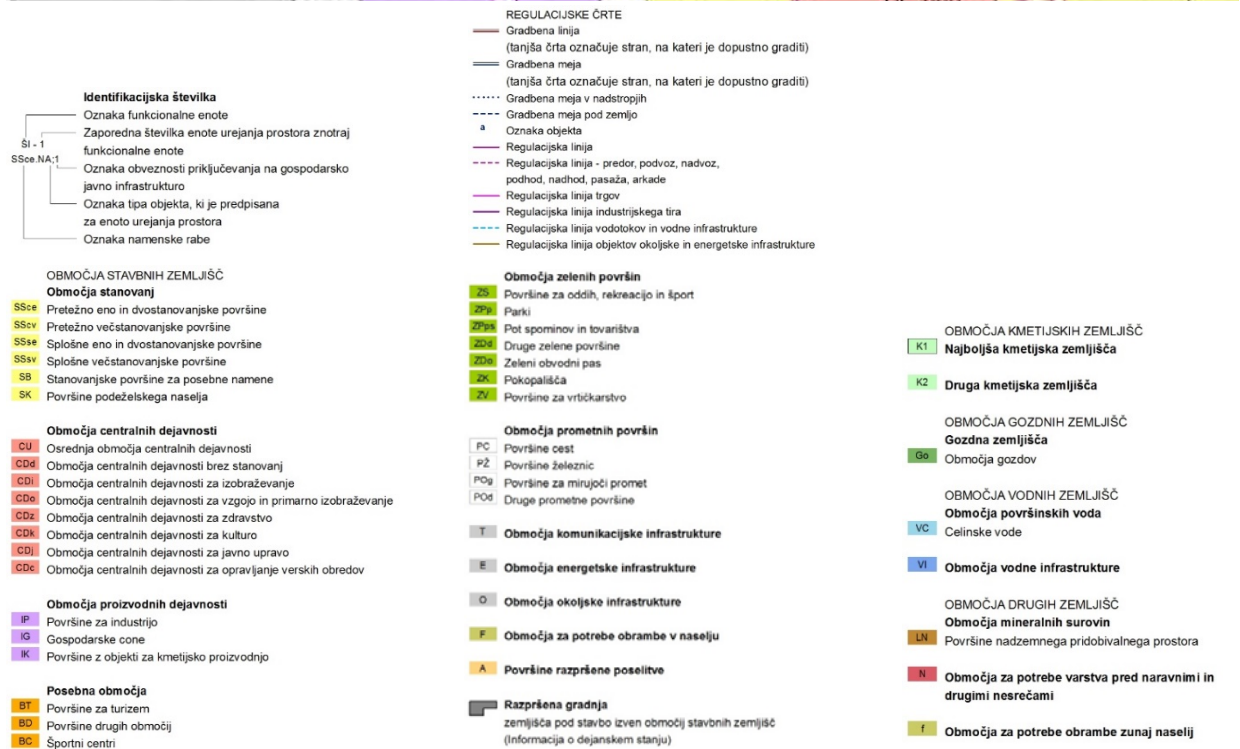 Identifikacijska številka
Oznaka funkcionalne enote
Zaporedna številka enote urejanja prostora znotraj
funkcionalne enote
ŠI - 1
SSce.NA;1
Oznaka obveznosti priključevanja na gospodarsko
javno infrastrukturo
Oznaka tipa objekta, ki je predpisana
za enoto urejanja prostora
Oznaka namenske rabe
OBMOČJA STAVBNIH ZEMLJIŠČ
Območja stanovanj
SSce Pretežno eno in dvostanovanjske površine
SScv Pretežno večstanovanjske površine
SSse Splošne eno in dvostanovanjske površine
SSsv Splošne večstanovanjske površine
SB Stanovanjske površine za posebne namene
SK Površine podeželskega naselja
Območja centralnih dejavnosti
CU Osrednja območja centralnih dejavnosti
CDd Območja centralnih dejavnosti brez stanovanj
CDi Območja centralnih dejavnosti za izobraževanje
CDo Območja centralnih dejavnosti za vzgojo in primarno izobraževanje
CDz Območja centralnih dejavnosti za zdravstvo
CDk Območja centralnih dejavnosti za kulturo
CDj Območja centralnih dejavnosti za javno upravo
CDc Območja centralnih dejavnosti za opravljanje verskih obredov
Območja proizvodnih dejavnosti
IP Površine za industrijo
IG Gospodarske cone
IK Površine z objekti za kmetijsko proizvodnjo
Posebna območja
BT Površine za turizem
BD Površine drugih območij
BC Športni centri
REGULACIJSKE ČRTE
Gradbena linija
(tanjša črta označuje stran, na kateri je dopustno graditi)
Gradbena meja
(tanjša črta označuje stran, na kateri je dopustno graditi)
Gradbena meja v nadstropjih
Gradbena meja pod zemljo
a Oznaka objekta
Regulacijska linija
Regulacijska linija - predor, podvoz, nadvoz,
podhod, nadhod, pasaža, arkade
Regulacijska linija trgov
Regulacijska linija industrijskega tira
Regulacijska linija vodotokov in vodne infrastrukture
Regulacijska linija objektov okoljske in energetske infrastrukture
Območja zelenih površin
ZS Površine za oddih, rekreacijo in šport
ZPp Parki
ZPps Pot spominov in tovarištva
ZDd Druge zelene površine
ZDo Zeleni obvodni pas
ZK Pokopališča
ZV Površine za vrtičkarstvo
Območja prometnih površin
PC Površine cest
PŽ Površine železnic
POg Površine za mirujoči promet
POd Druge prometne površine
T Območja komunikacijske infrastrukture
E Območja energetske infrastrukture
O Območja okoljske infrastrukture
F Območja za potrebe obrambe v naselju
A Površine razpršene poselitve
Razpršena gradnja
zemljišča pod stavbo izven območij stavbnih zemljišč
(Informacija o dejanskem stanju)
OBMOČJA KMETIJSKIH ZEMLJIŠČ
K1 Najboljša kmetijska zemljišča
K2 Druga kmetijska zemljišča
OBMOČJA GOZDNIH ZEMLJIŠČ
Gozdna zemljišča
Go Območja gozdov
OBMOČJA VODNIH ZEMLJIŠČ
Območja površinskih voda
VC Celinske vode
VI Območja vodne infrastrukture
OBMOČJA DRUGIH ZEMLJIŠČ
Območja mineralnih surovin
LN Površine nadzemnega pridobivalnega prostora
N Območja za potrebe varstva pred naravnimi in
drugimi nesrečami
f Območja za potrebe obrambe zunaj naselij